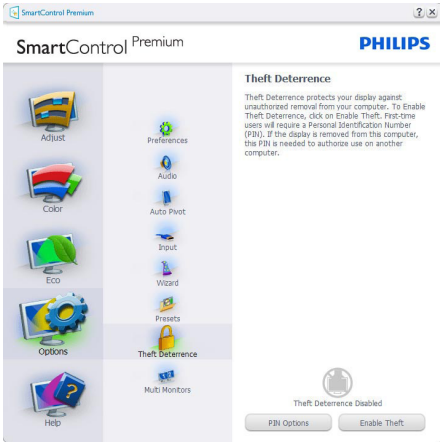 SmartControl Premium
SmartControl Premium
PHILIPS
Adjust
Color
Eco
Options
Help
Preferences
Audio
Auto Pivot
Input
Wizard
Presets
Theft Deterrence
Multi Monitors
Theft Deterrence
Theft Deterrence protects your display against
unauthorized removal from your computer. To Enable
Theft Deterrence, click on Enable Theft. First-time
users will require a Personal Identification Number
(PIN). If the display is removed from this computer,
this PIN is needed to authorize use on another
computer.
Theft Deterrence Disabled
PIN Options
Enable Theft